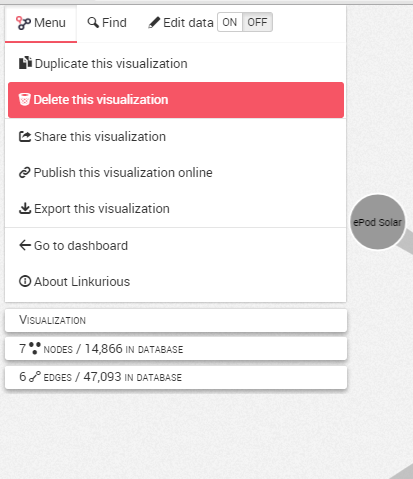 Menu Find Edit data ON OFF
Duplicate this visualization
Delete this visualization
Share this visualization
Publish this visualization online
ePod Solar
Export this visualization
Go to dashboard
About Linkurious
Visualization
7 nodes / 14,866 in database
6 edges / 47,093 in database